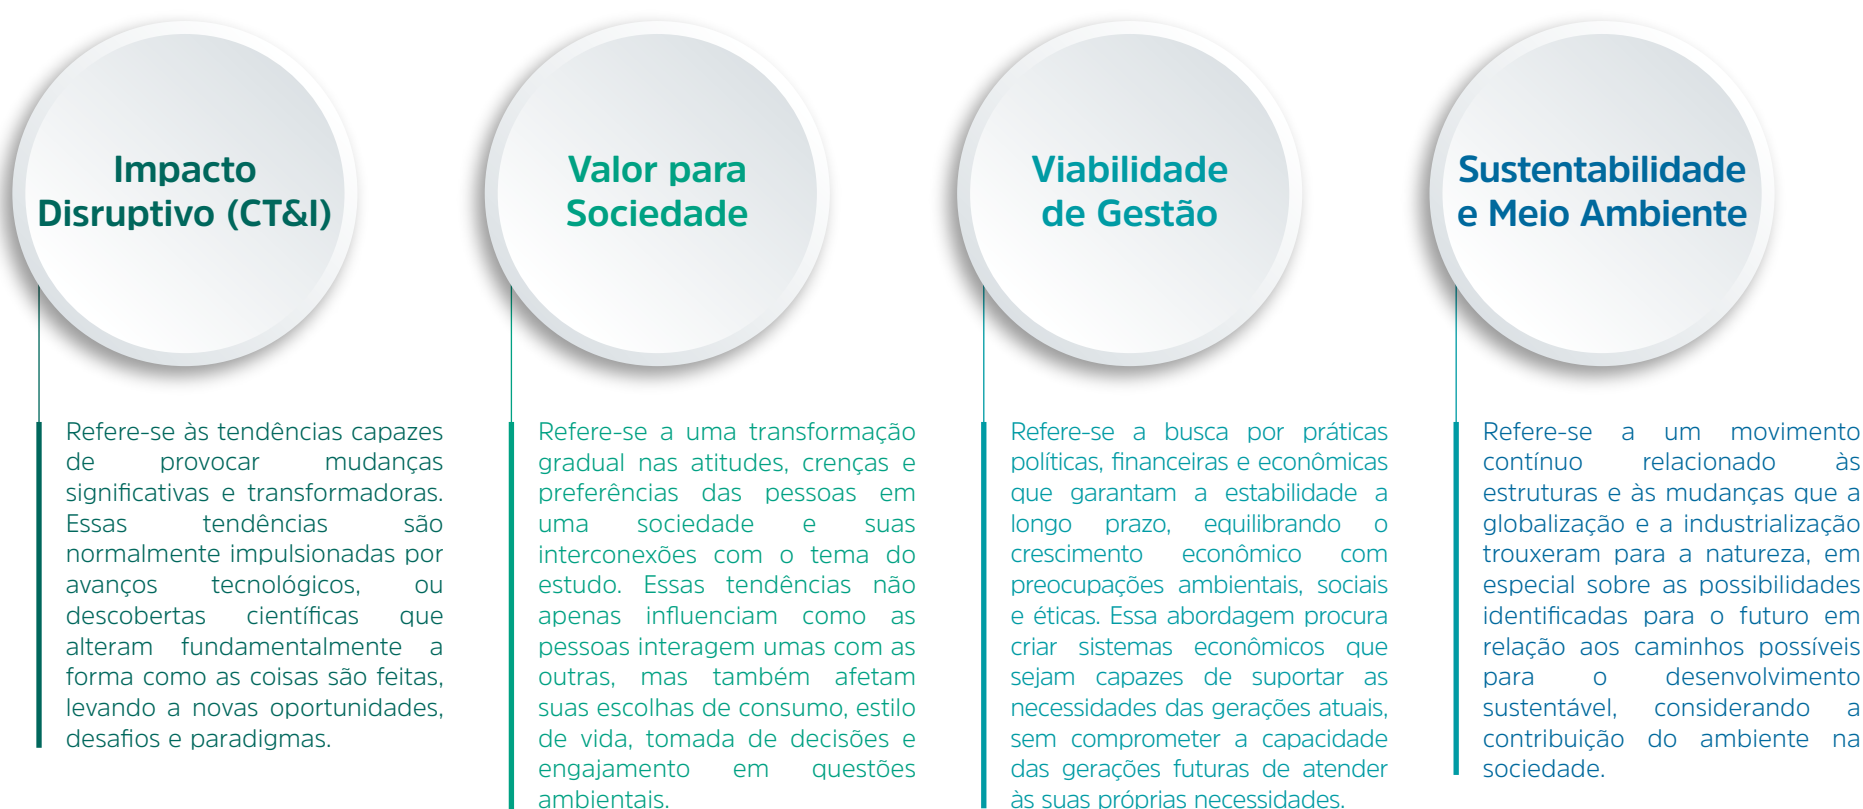 Impacto
Disruptivo (CT&I)
Refere-se às tendências capazes
de provocar mudanças
significativas e transformadoras.
Essas tendências são
normalmente impulsionadas por
avanços tecnológicos, ou
descobertas científicas que
alteram fundamentalmente a
forma como as coisas são feitas,
levando a novas oportunidades,
desafios e paradigmas.
Valor para
Sociedade
Refere-se a uma transformação
gradual nas atitudes, crenças e
preferências das pessoas em
uma sociedade e suas
interconexões com o tema do
estudo. Essas tendências não
apenas influenciam como as
pessoas interagem umas com as
outras, mas também afetam
suas escolhas de consumo, estilo
de vida, tomada de decisões e
engajamento em questões
ambientais.
Viabilidade
de Gestão
Refere-se a busca por práticas
políticas, financeiras e econômicas
que garantam a estabilidade a
longo prazo, equilibrando o
crescimento econômico com
preocupações ambientais, sociais
e éticas. Essa abordagem procura
criar sistemas econômicos que
sejam capazes de suportar as
necessidades das gerações atuais,
sem comprometer a capacidade
das gerações futuras de atender
às suas próprias necessidades.
Sustentabilidade
e Meio Ambiente
Refere-se a um movimento
contínuo relacionado às
estruturas e às mudanças que a
globalização e a industrialização
trouxeram para a natureza, em
especial sobre as possibilidades
identificadas para o futuro em
relação aos caminhos possíveis
para o desenvolvimento
sustentável, considerando a
contribuição do ambiente na
sociedade.